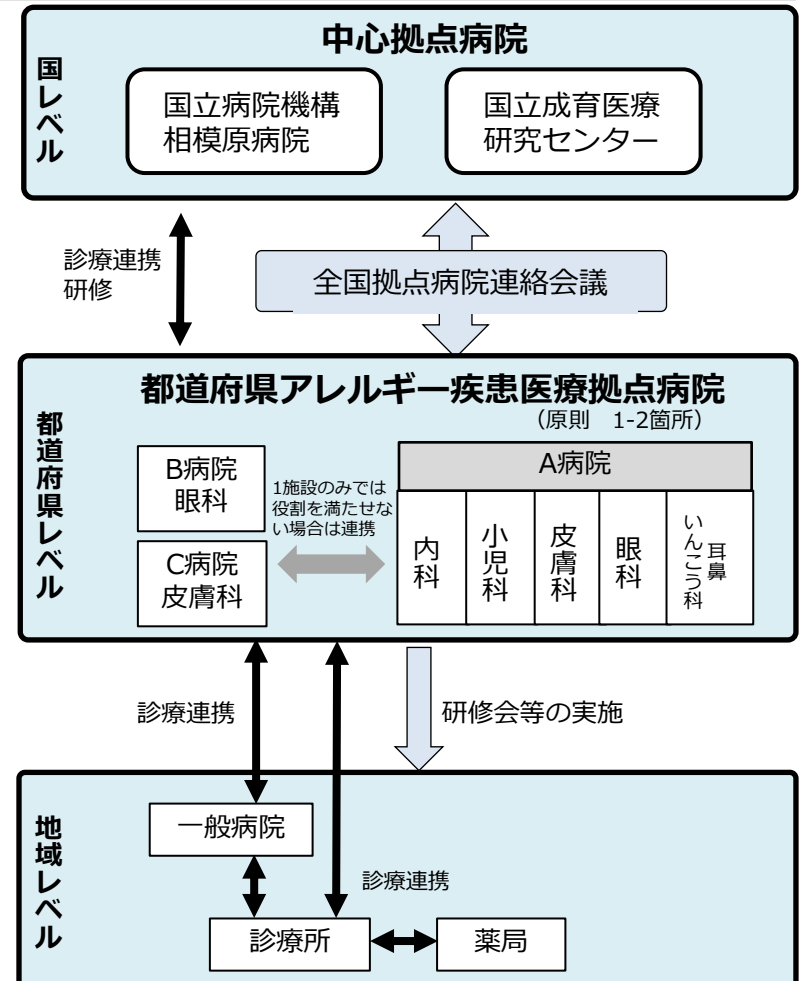 中心拠点病院
国レベル
国立病院機構
相模原病院
国立成育医療
研究センター
診療連携
研修
全国拠点病院連絡会議
都道府県アレルギー疾患医療拠点病院
（原則　1-2箇所）
都道府県レベル
B病院
眼科
C病院
皮膚科
1施設のみでは
役割を満たせな
い場合は連携
A病院
内科
小児科
皮膚科
眼科
耳鼻
いんこう科
診療連携
研修会等の実施
地域レベル
一般病院
診療連携
診療所
薬局